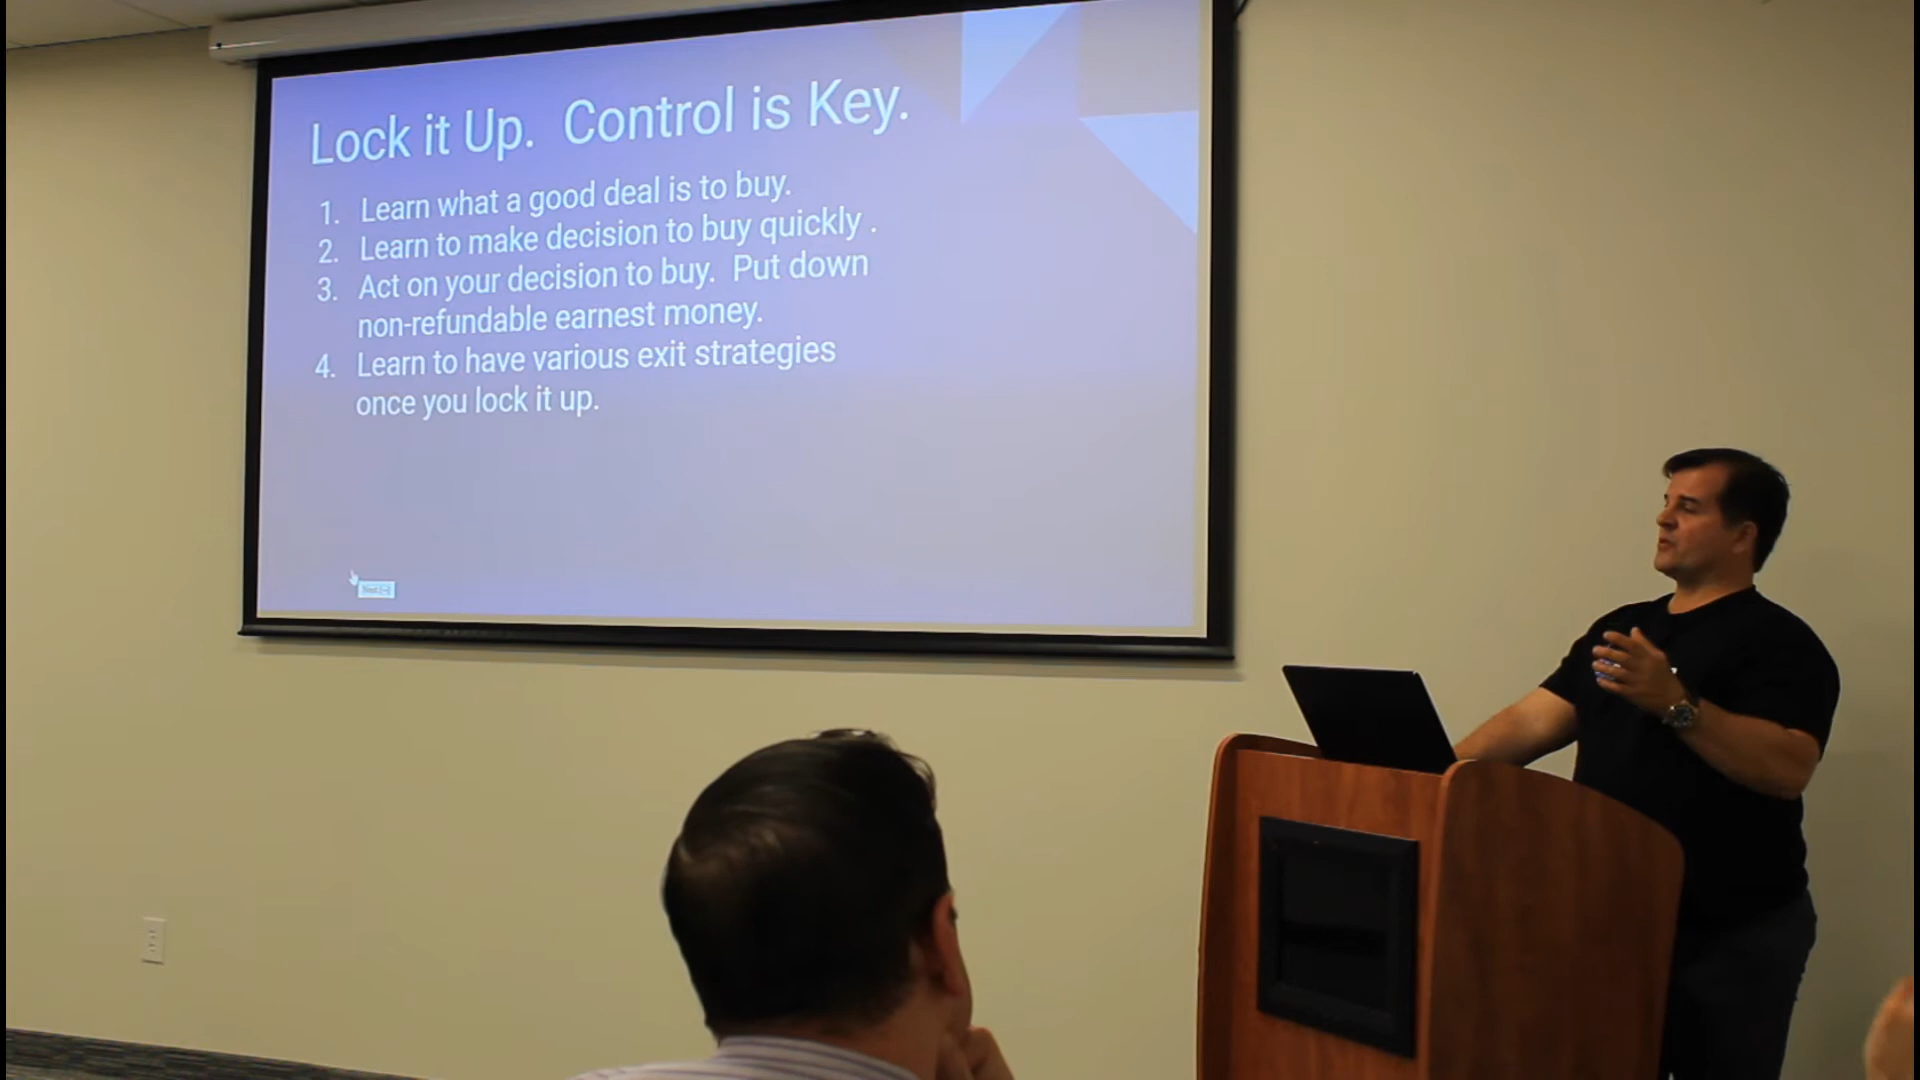 Lock it Up.  Control is Key.
1. Learn what a good deal is to buy.
2. Learn to make decision to buy quickly .
3. Act on your decision to buy.  Put down
non-refundable earnest money.
4. Learn to have various exit strategies
once you lock it up.